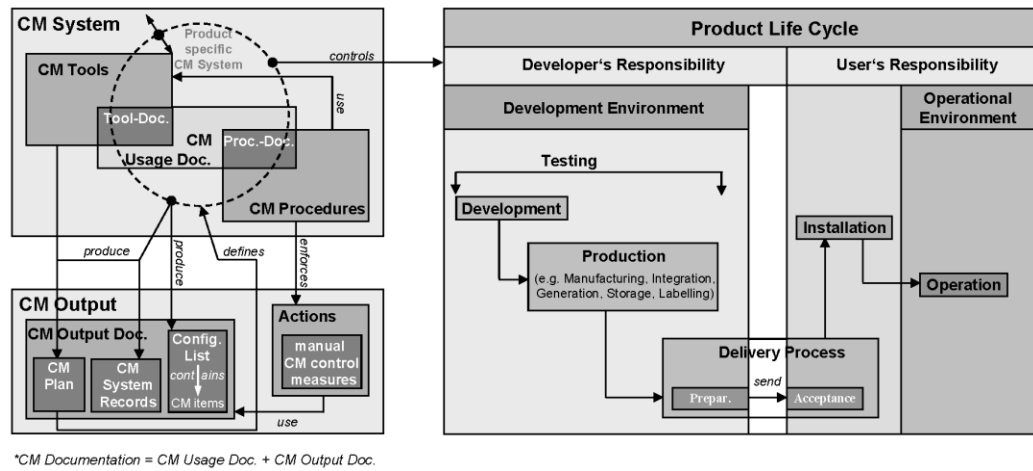 CM System
Product
specific
CM System
CM Tools
controls
use
Tool-Doc.
CM
Usage Doc.
Proc.-Doc.
CM Procedures
produce
produce
defines
enforces
CM Output
CM Output Doc.
CM
Plan
CM
System
Records
Config.
List
cont ains
CM items
Actions
manual
CM control
measures
use
*CM Documentation = CM Usage Doc. + CM Output Doc.
Product Life Cycle
Developer's Responsibility
User's Responsibility
Development Environment
Operational
Environment
Testing
Development
Production
(e.g. Manufacturing, Integration,
Generation, Storage, Labelling)
Installation
Operation
Delivery Process
Prepar.
send
Acceptance